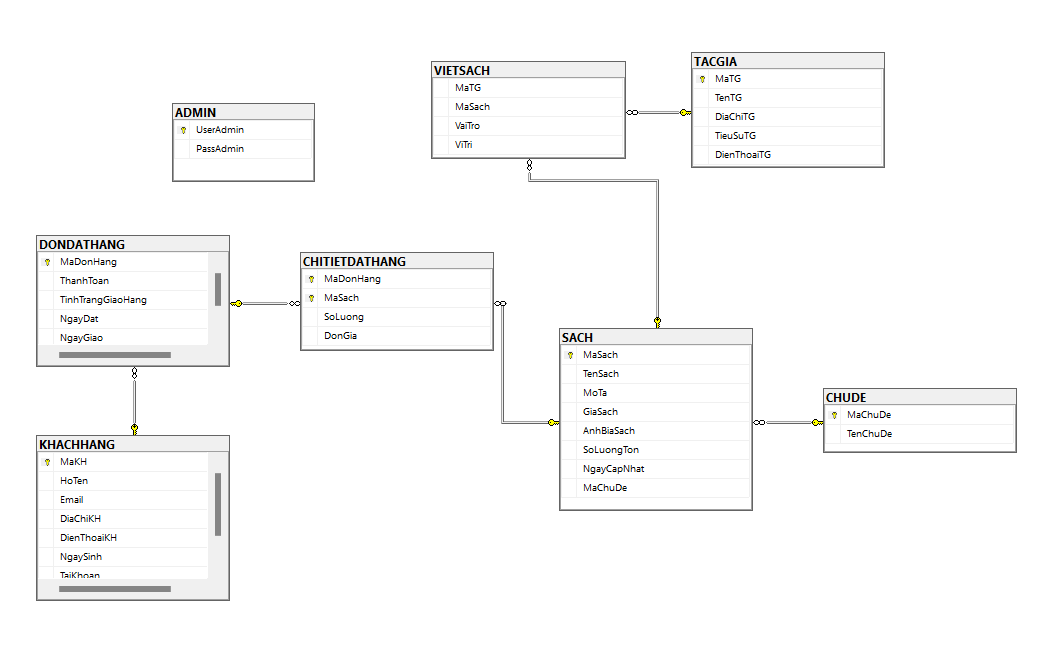 ADMIN
UserAdmin
PassAdmin
VIETSACH
MaTG
MaSach
VaiTro
ViTri
TACGIA
MaTG
TenTG
DiaChiTG
TieuSuTG
DienThoaiTG
DONDATHANG
MaDonHang
ThanhToan
TinhTrangGiaoHang
NgayDat
NgayGiao
CHITIETDATHANG
MaDonHang
MaSach
SoLuong
DonGia
SACH
MaSach
TenSach
MoTa
GiaSach
AnhBiaSach
SoLuongTon
NgayCapNhat
MaChuDe
CHUDE
MaChuDe
TenChuDe
KHACHHANG
MaKH
HoTen
Email
DiaChiKH
DienThoaiKH
NgaySinh
TaiKhoan